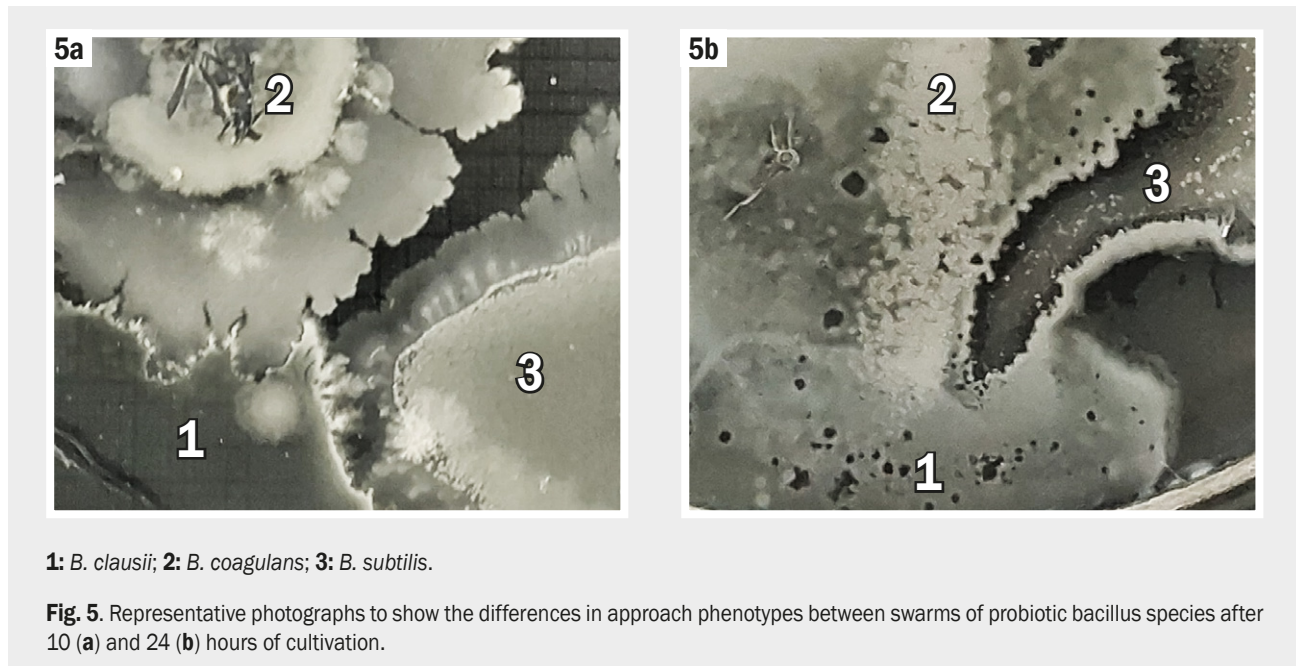 5a
2
3
1
5b
2
3
1
1: B. clausii; 2: B. coagulans; 3: B. subtilis.
Fig. 5. Representative photographs to show the differences in approach phenotypes between swarms of probiotic bacillus species after
10 (a) and 24 (b) hours of cultivation.